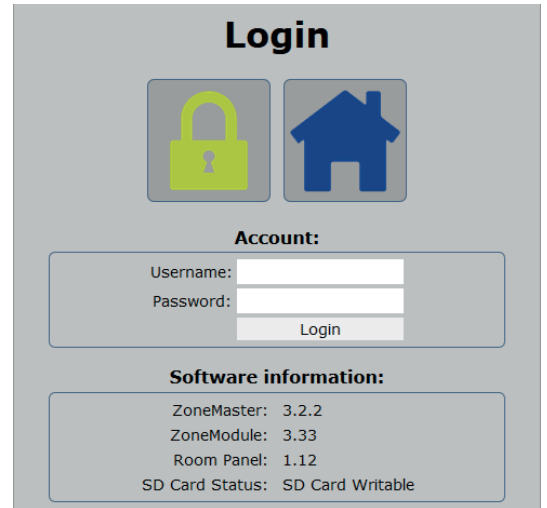 Login
Account:
Username:
Password:
Login
Software information:
ZoneMaster: 3.2.2
ZoneModule: 3.33
Room Panel: 1.12
SD Card Status: SD Card Writable